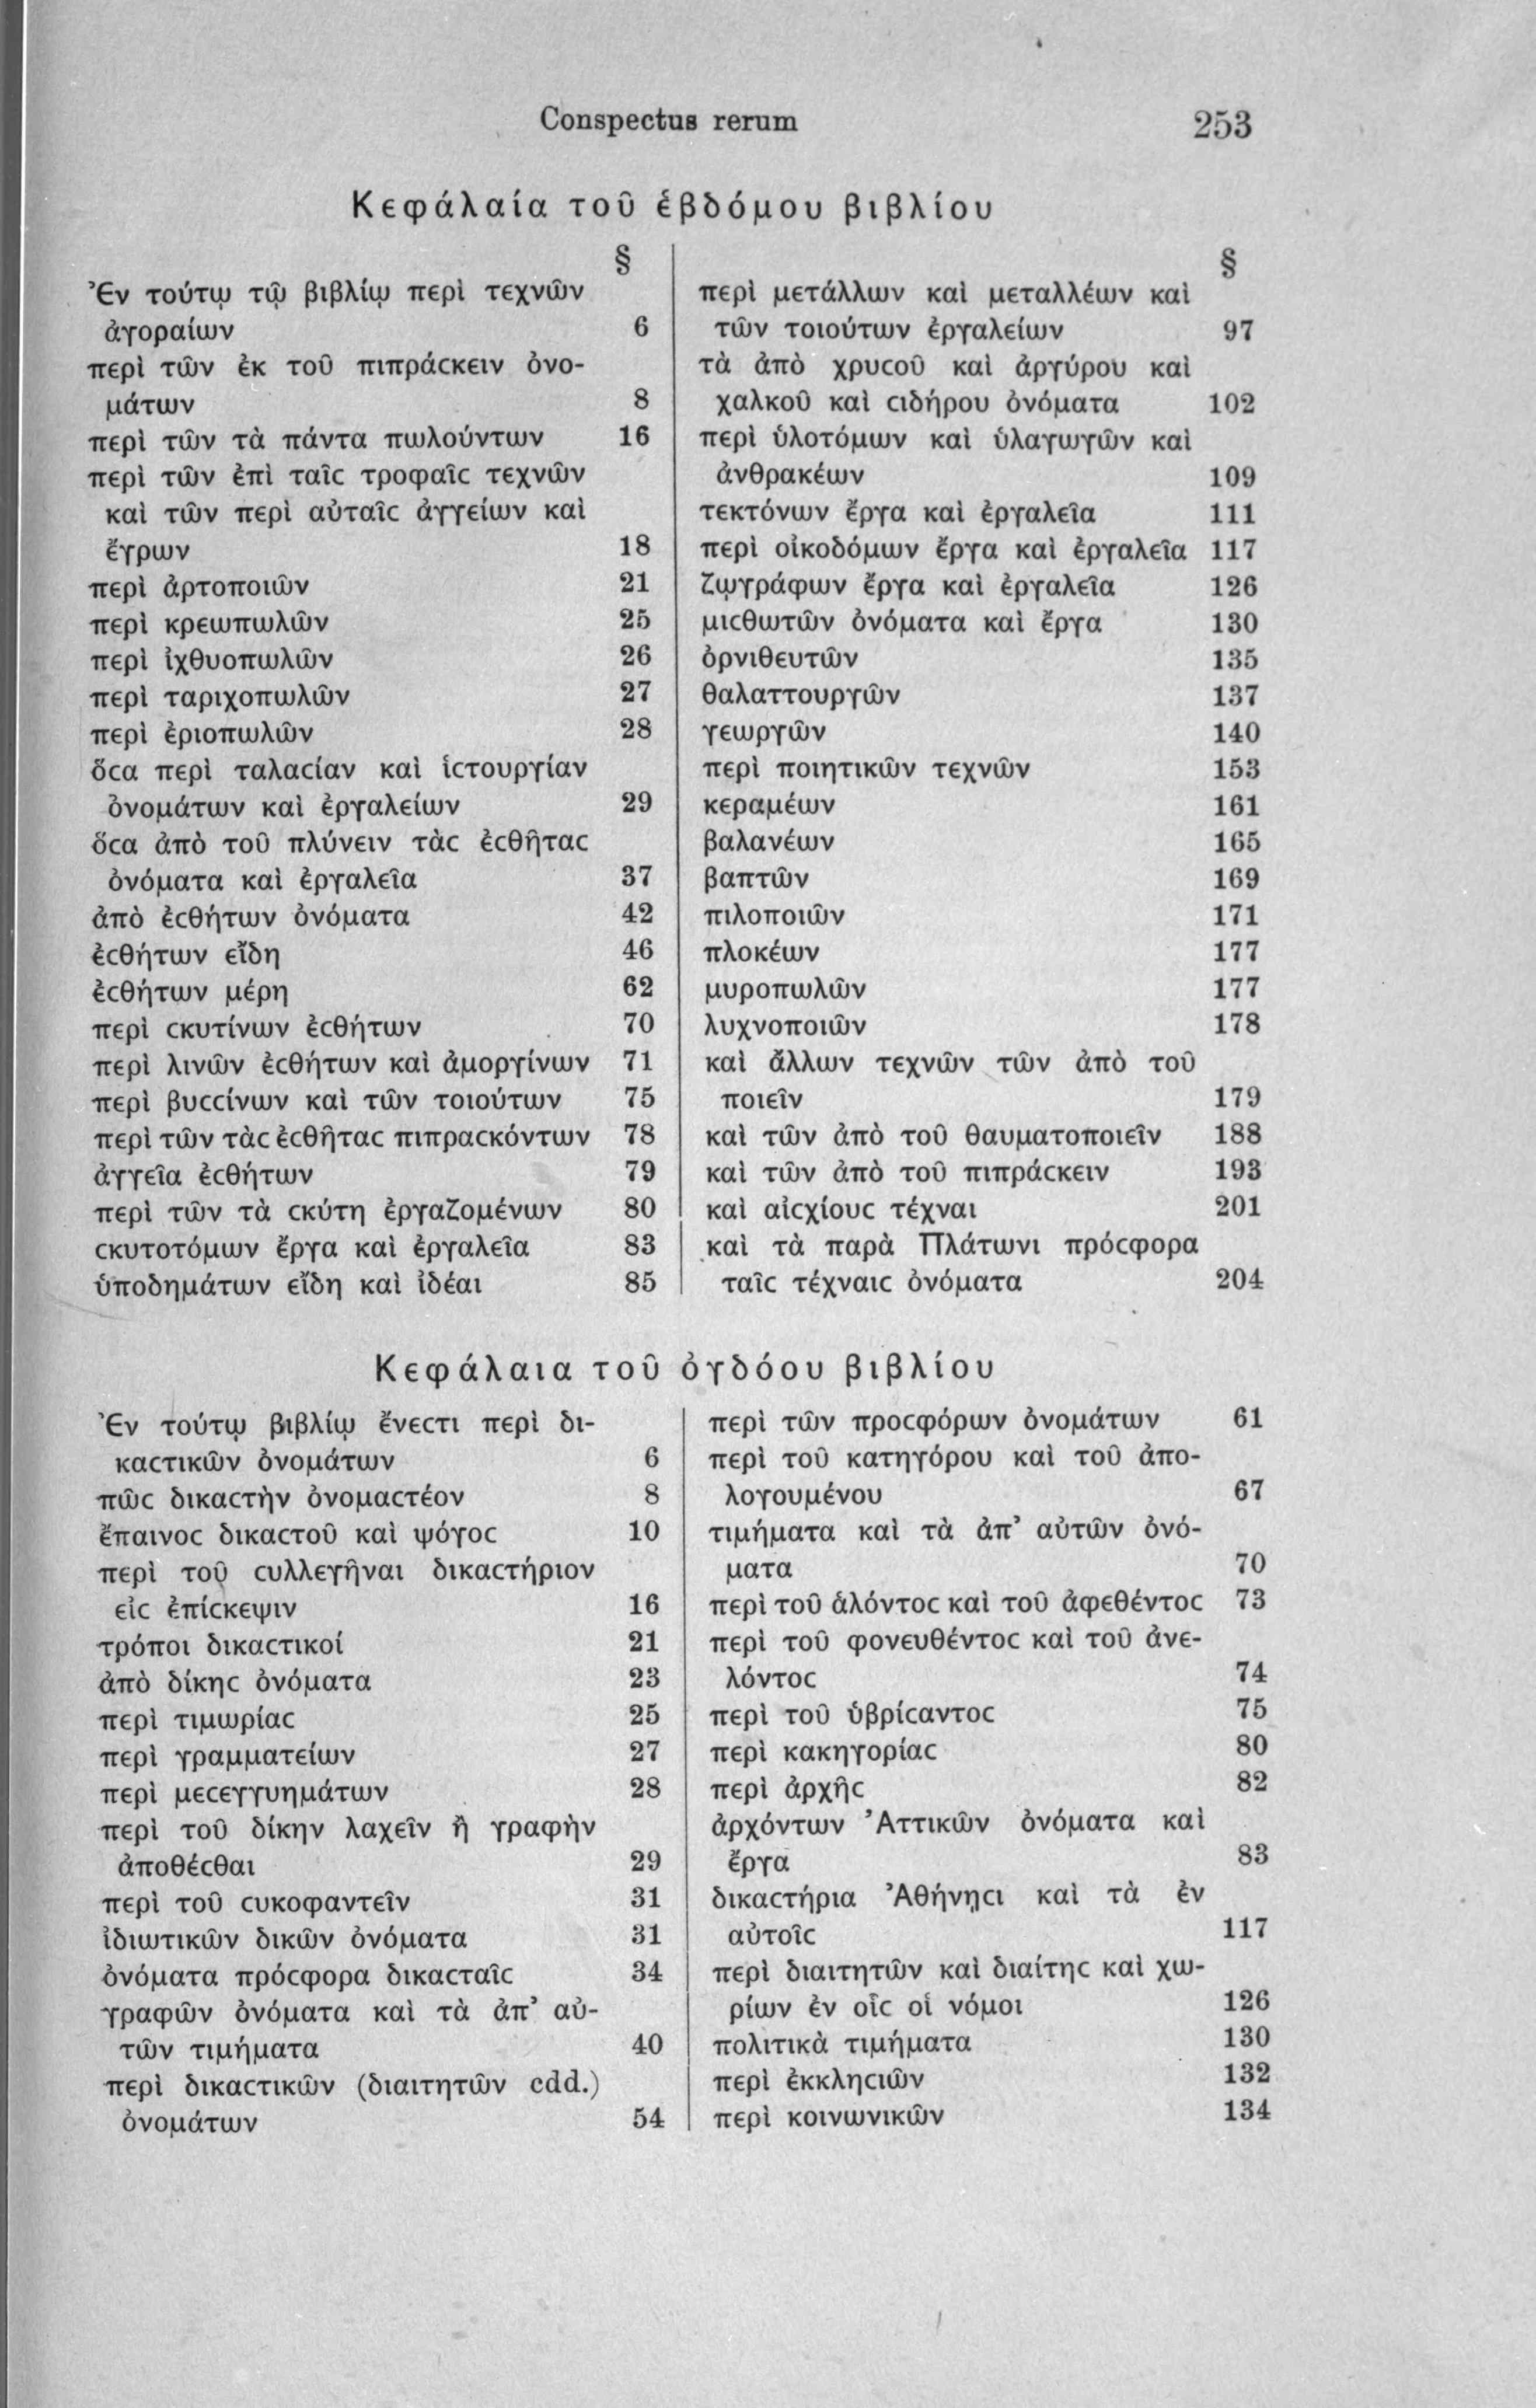 Conspectus rerum 253
Κεφάλαία τοῦ ἑβδόμου βιβλίου
§
Ἐν τούτῳ τῷ βιβλίῳ περὶ τεχνῶν
ἀγοραίων 6
περὶ τῶν ἐκ τοῦ πιπράϲκειν ὀνο-
μάτων 8
περὶ τῶν τὰ πάντα πωλούντων 16
περὶ τῶν ἐπὶ ταῖϲ τροφαῖϲ τεχνῶν
καὶ τῶν περὶ αὐταῖϲ ἀγγείων καὶ
ἔγρων 18
περὶ ἀρτοποιῶν 21
περὶ κρεωπωλῶν 25
περὶ ἰχθυοπωλῶν 26
περὶ ταριχοπωλῶν 27
περὶ ἐριοπωλῶν 28
ὅϲα περὶ ταλαϲίαν καὶ ἱϲτουργίαν
ὀνομάτων καὶ ἐργαλείων 29
ὅϲα ἀπὸ τοῦ πλύνειν τὰϲ ἐϲθῆταϲ
ὀνόματα καὶ ἐργαλεῖα 37
ἀπὸ ἐϲθήτων ὀνόματα 42
ἐϲθήτων εἴδη 46
ἐϲθήτων μέρη 62
περὶ ϲκυτίνων ἐϲθήτων 70
περὶ λινῶν ἐϲθήτων καὶ ἀμοργίνων 71
περὶ βυϲϲίνων καὶ τῶν τοιούτων 75
περὶ τῶν τὰϲ ἐϲθῆταϲ πιπραϲκόντων 78
ἀγγεῖα ἐϲθήτων 79
περὶ τῶν τὰ ϲκύτη ἐργαζομένων 80
ϲκυτοτόμων ἔργα καὶ ἐργαλεῖα 83
ὑποδημάτων εἴδη καὶ ἰδέαι 85
§
περὶ μετάλλων καὶ μεταλλέων καὶ
τῶν τοιούτων ἐργαλείων 97
τὰ ἀπὸ χρυϲοῦ καὶ ἀργύρου καὶ
χαλκοῦ καὶ ϲιδήρου ὀνόματα 102
περὶ ὑλοτόμων καὶ ὑλαγωγῶν καὶ
ἀνθρακέων 109
τεκτόνων ἔργα καὶ ἐργαλεῖα 111
περὶ οἰκοδόμων ἔργα καὶ ἐργαλεῖα 117
ζῳγράφων ἔργα καὶ ἐργαλεῖα 126
μιϲθωτῶν ὀνόματα καὶ ἔργα 130
ὀρνιθευτῶν 135
θαλαττουργῶν 137
γεωργῶν 140
περὶ ποιητικῶν τεχνῶν 153
κεραμέων 161
βαλανέων 165
βαπτῶν 169
πιλοποιῶν 171
πλοκέων 177
μυροπωλῶν 177
λυχνοποιῶν 178
καὶ ἄλλων τεχνῶν τῶν ἀπὸ τοῦ
ποιεῖν 179
καὶ τῶν ἀπὸ τοῦ θαυματοποιεῖν 188
καὶ τῶν ἀπὸ τοῦ πιπράϲκειν 193
καὶ αἰϲχίουϲ τέχναι 201
καὶ τὰ παρὰ Πλάτωνι πρόϲφορα
ταῖϲ τέχναιϲ ὀνόματα 204
Κεφάλαια τοῦ ὀγδόου βιβλίου
Ἐν τούτῳ βιβλίῳ ἔνεϲτι περὶ δι-
καϲτικῶν ὀνομάτων 6
πῶϲ δικαϲτὴν ὀνομαϲτέον 8
ἔπαινοϲ δικαϲτοῦ καὶ ψόγοϲ 10
περὶ τοῦ ϲυλλεγῆναι δικαϲτήριον
εἰϲ ἐπίϲκεψιν 16
τρόποι δικαϲτικοί 21
ἀπὸ δίκηϲ ὀνόματα 23
περὶ τιμωρίαϲ 25
περὶ γραμματείων 27
περὶ μεϲεγγυημάτων 28
περὶ τοῦ δίκην λαχεῖν ἢ γραφὴν
ἀποθέϲθαι 29
περὶ τοῦ ϲυκοφαντεῖν 31
ἰδιωτικῶν δικῶν ὀνόματα 31
ὀνόματα πρόϲφορα δικαϲταῖϲ 34
γραφῶν ὀνόματα καὶ τὰ ἀπ’ αὐ-
τῶν τιμήματα 40
περὶ δικαϲτικῶν (διαιτητῶν cdd.)
ὀνομάτων 54
περὶ τῶν προϲφόρων ὀνομάτων 61
περὶ τοῦ κατηγόρου καὶ τοῦ ἀπο-
λογουμένου 67
τιμήματα καὶ τὰ ἀπ’ αὐτῶν ὀνό-
ματα 70
περὶ τοῦ ἁλόντοϲ καὶ τοῦ ἀφεθέντοϲ 73
περὶ τοῦ φονευθέντοϲ καὶ τοῦ ἀνε-
λόντοϲ 74
περὶ τοῦ ὑβρίϲαντοϲ 75
περὶ κακηγορίαϲ 80
περὶ ἀρχῆϲ 82
ἀρχόντων Ἀττικῶν ὀνόματα καὶ
ἔργα 83
δικαϲτήρια Ἀθήνῃϲι καὶ τὰ ἐν
αὐτοῖϲ 117
περὶ διαιτητῶν καὶ διαίτηϲ καὶ χω-
ρίων ἐν οἷϲ οἱ νόμοι 126
πολιτικὰ τιμήματα 130
περὶ ἐκκληϲιῶν 132
περὶ κοινωνικῶν 134